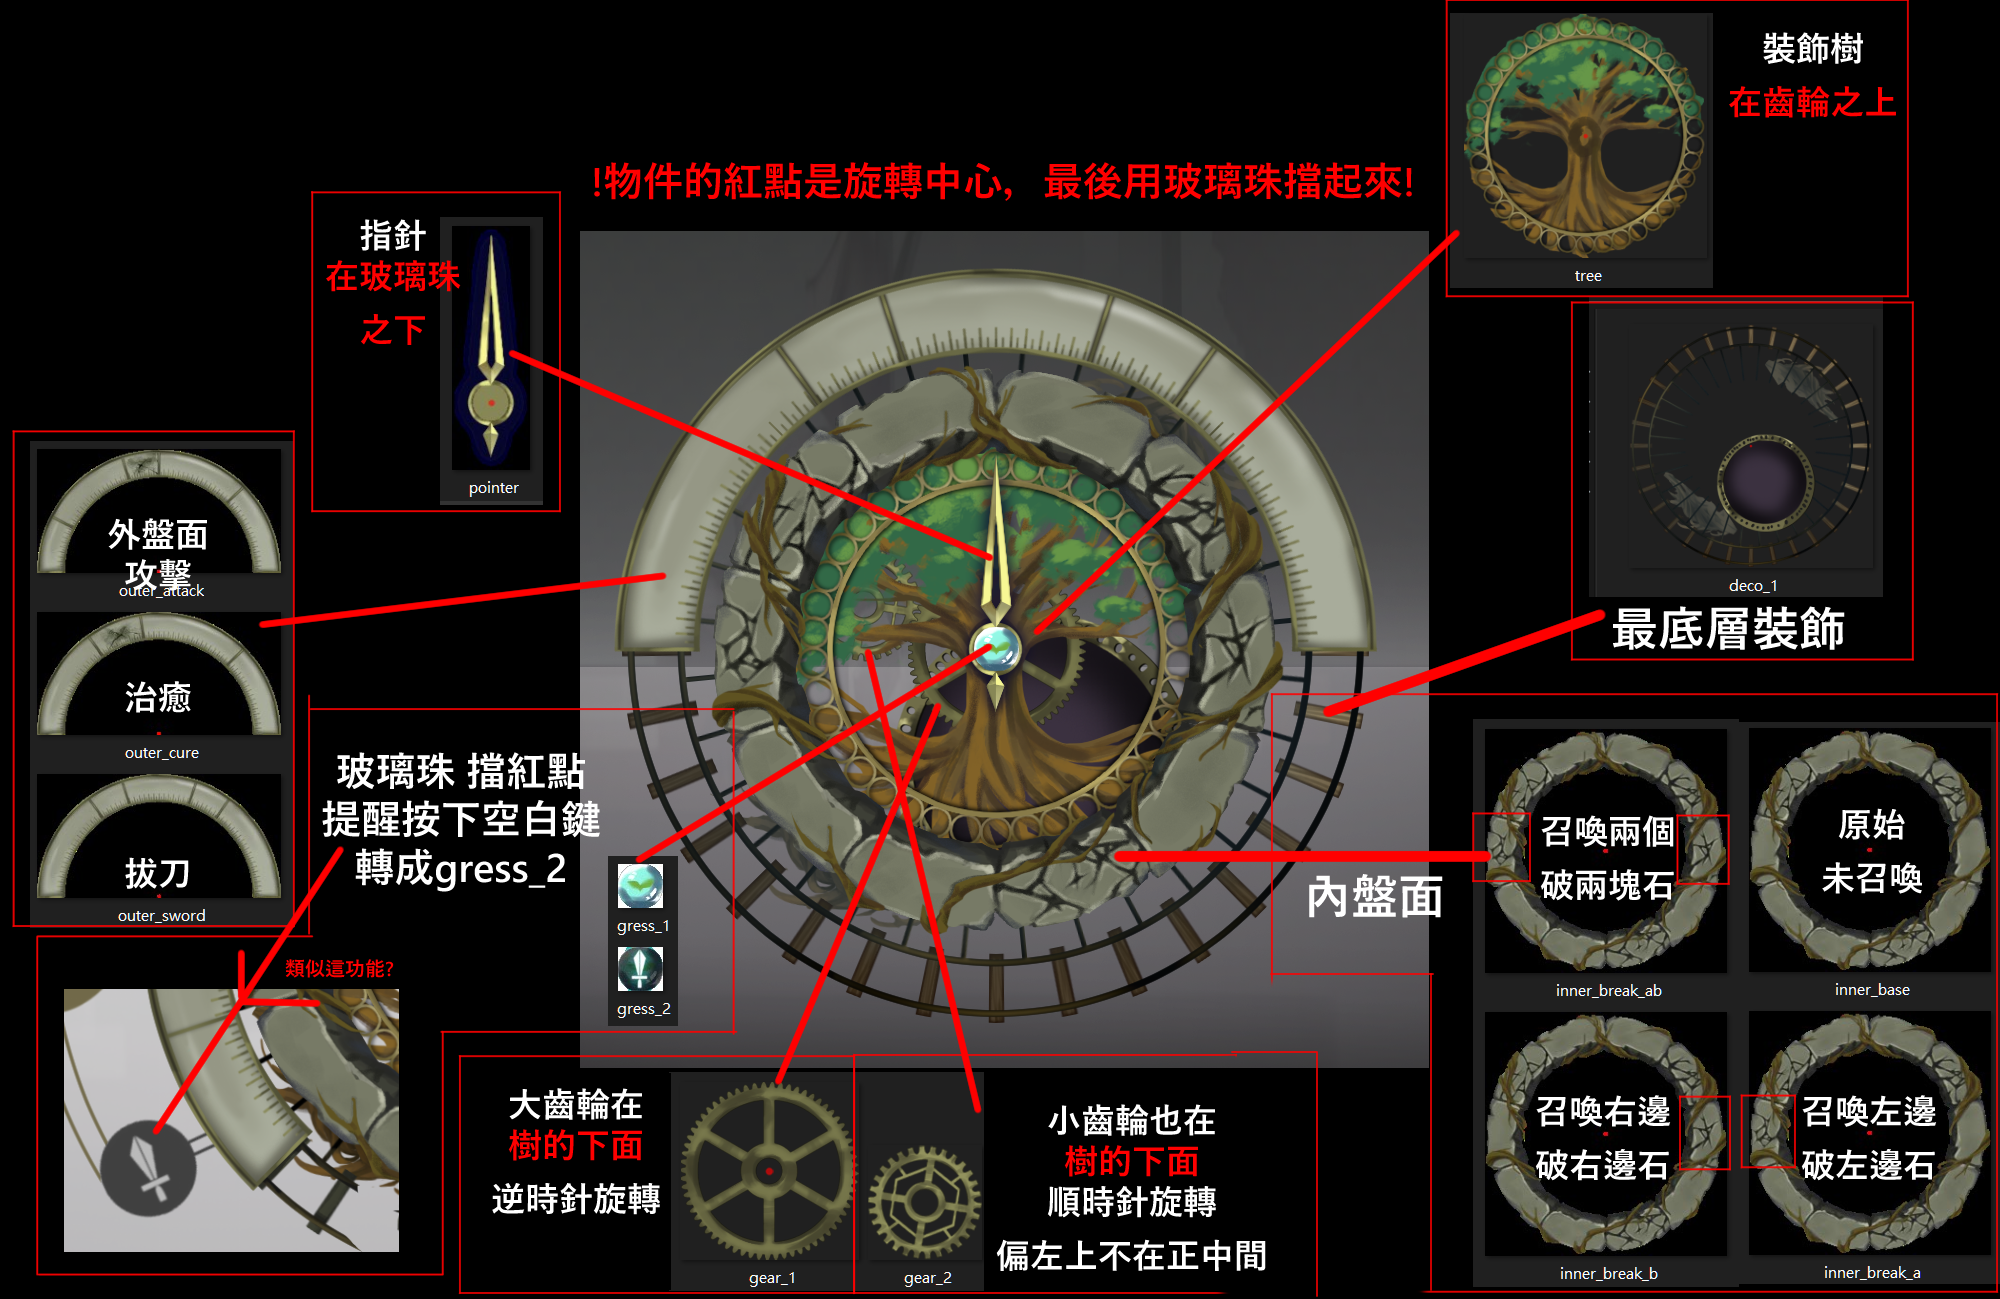 !物件的紅點是旋轉中心, 最後用玻璃珠擋起來!
裝飾樹
在齒輪之上
tree
指針
在玻璃珠
之下
pointer
deco_1
最底層裝飾
外盤面
攻擊
outer_attack
治癒
outer_cure
拔刀
outer_sword
玻璃珠 擋紅點
提醒按下空白鍵
轉成gress_2
gress_1
gress_2
類似這功能?
內盤面
召喚兩個
破兩塊石
inner_break_ab
原始
未召喚
inner_base
召喚右邊
破右邊石
inner_break_b
召喚左邊
破左邊石
inner_break_a
大齒輪在
樹的下面
逆時針旋轉
gear_1
gear_2
小齒輪也在
樹的下面
順時針旋轉
偏左上不在正中間